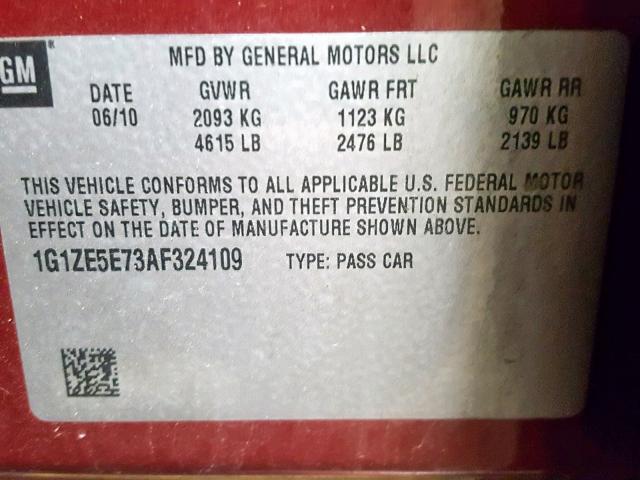 GM
MFD BY GENERAL MOTORS LLC
DATE GVWR GAWR FRT GAWR RR
06/10 2093 KG 1123 KG 970 KG
4615 LB 2476 LB 2139 LB
THIS VEHICLE CONFORMS TO ALL APPLICABLE U.S. FEDERAL MOTOR
VEHICLE SAFETY, BUMPER, AND THEFT PREVENTION STANDARDS IN
EFFECT ON THE DATE OF MANUFACTURE SHOWN ABOVE.
1G1ZE5E73AF324109 TYPE: PASS CAR